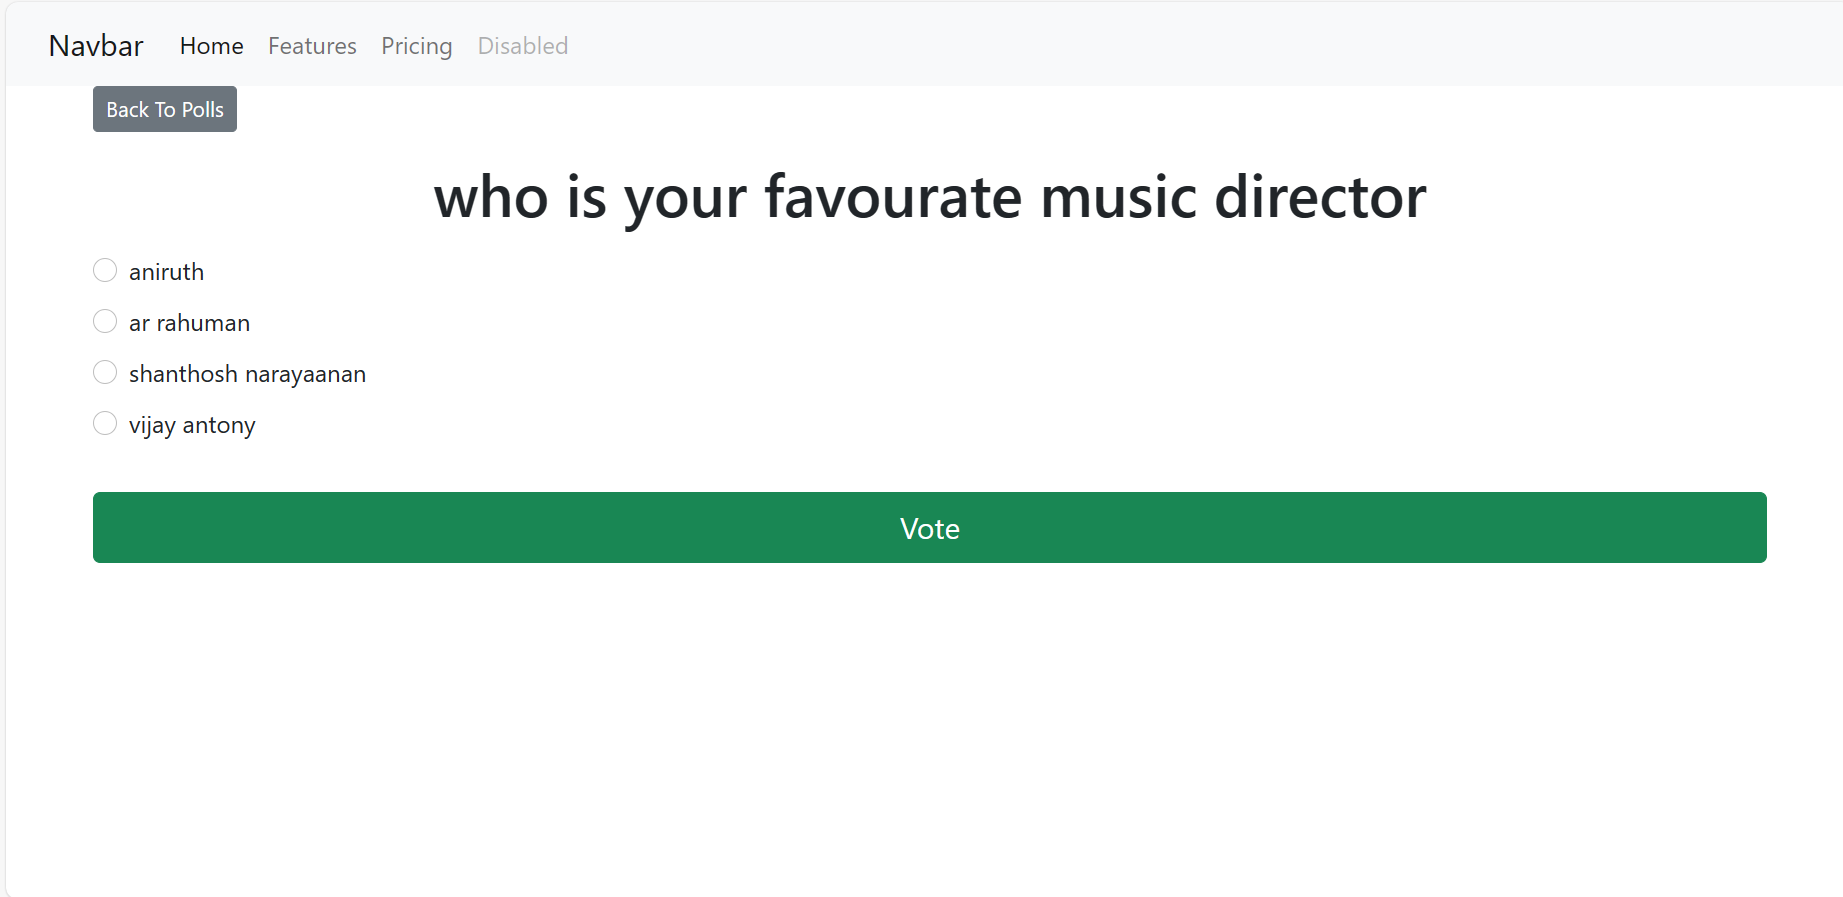 Navbar Home Features Pricing Disabled
Back To Polls
who is your favourate music director
aniruth
ar rahuman
shanthosh narayaanan
vijay antony
Vote